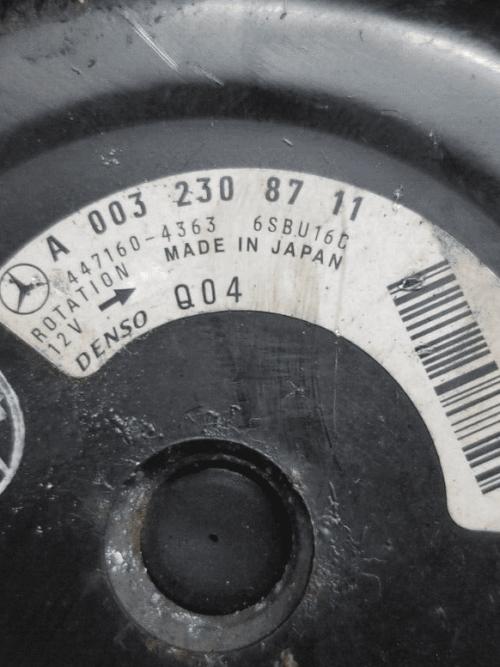 A 003 230 87 11
447160-4363 6SBU16C
ROTATION MADE IN JAPAN
12V
DENSO Q04